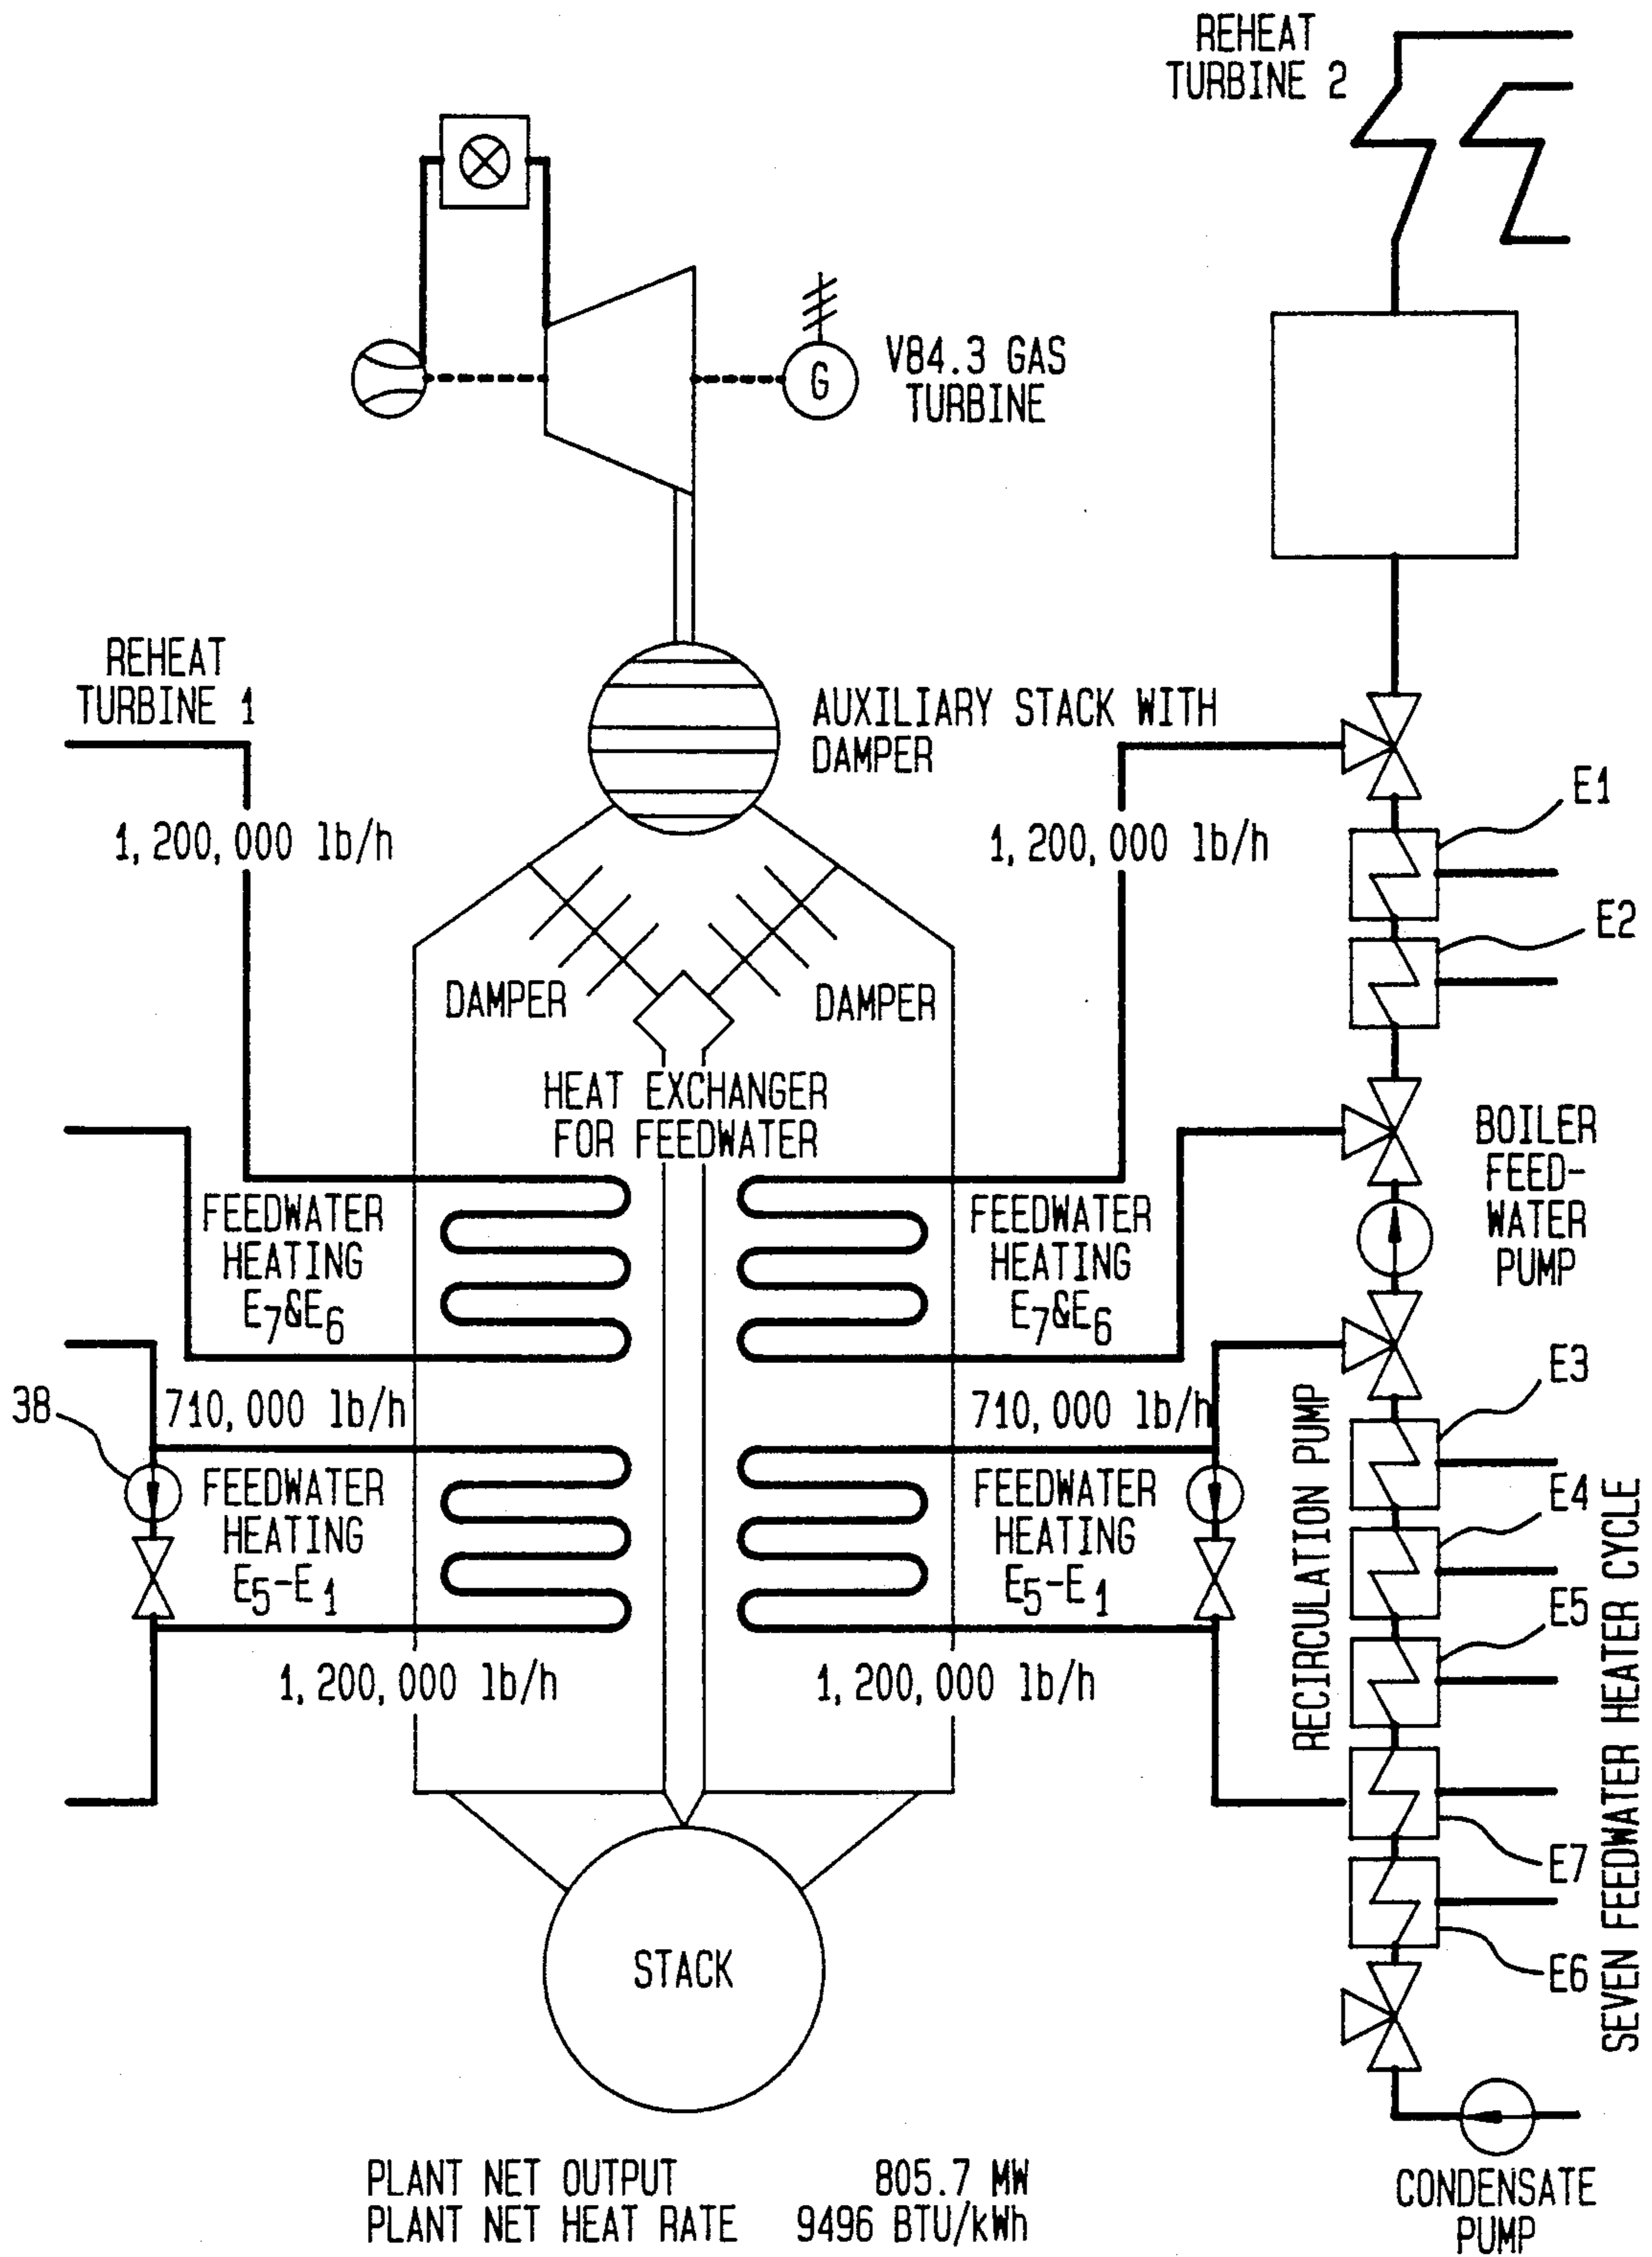 REHEAT
TURBINE 2
G
V84.3 GAS
TURBINE
REHEAT
TURBINE 1
AUXILIARY STACK WITH
DAMPER
1,200,000 lb/h
1,200,000 lb/h
E1
E2
DAMPER
DAMPER
HEAT EXCHANGER
FOR FEEDWATER
BOILER
FEED-
WATER
PUMP
FEEDWATER
HEATING
E7&E6
FEEDWATER
HEATING
E7&E6
38
710,000 lb/h
710,000 lb/h
E3
FEEDWATER
HEATING
E5-E1
FEEDWATER
HEATING
E5-E1
RECIRCULATION PUMP
E4
E5
1,200,000 lb/h
1,200,000 lb/h
E7
E6
SEVEN FEEDWATER HEATER CYCLE
STACK
PLANT NET OUTPUT 805.7 MW
PLANT NET HEAT RATE 9496 BTU/kWh
CONDENSATE
PUMP